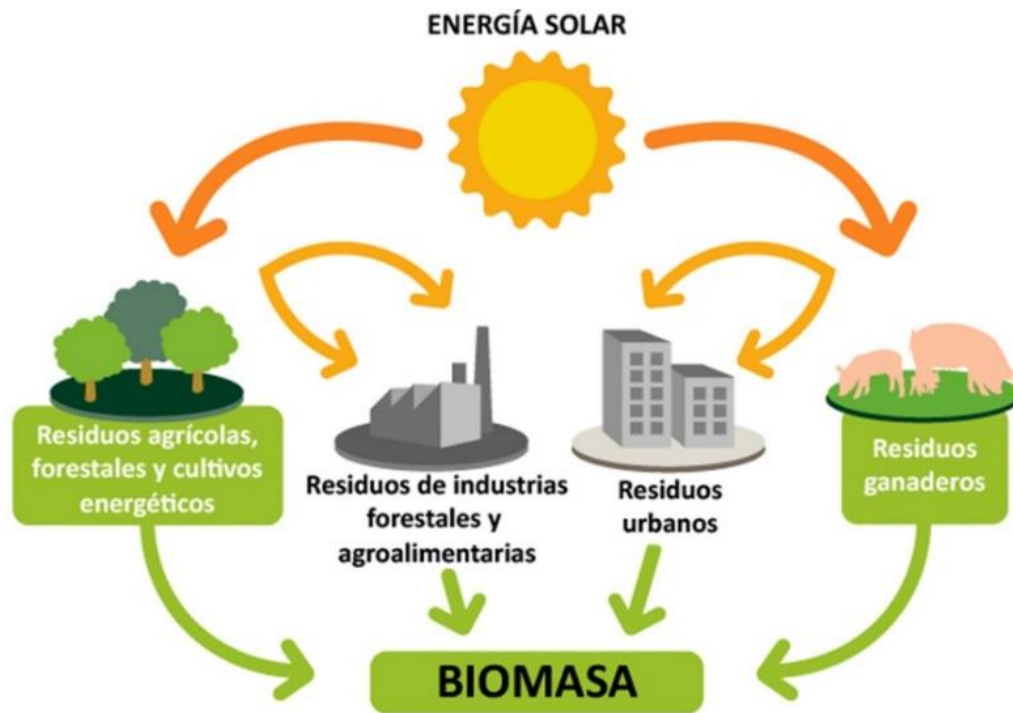 ENERGÍA SOLAR
Residuos agrícolas,
forestales y cultivos
energéticos
Residuos de industrias
forestales y
agroalimentarias
Residuos
urbanos
Residuos
ganaderos
BIOMASA